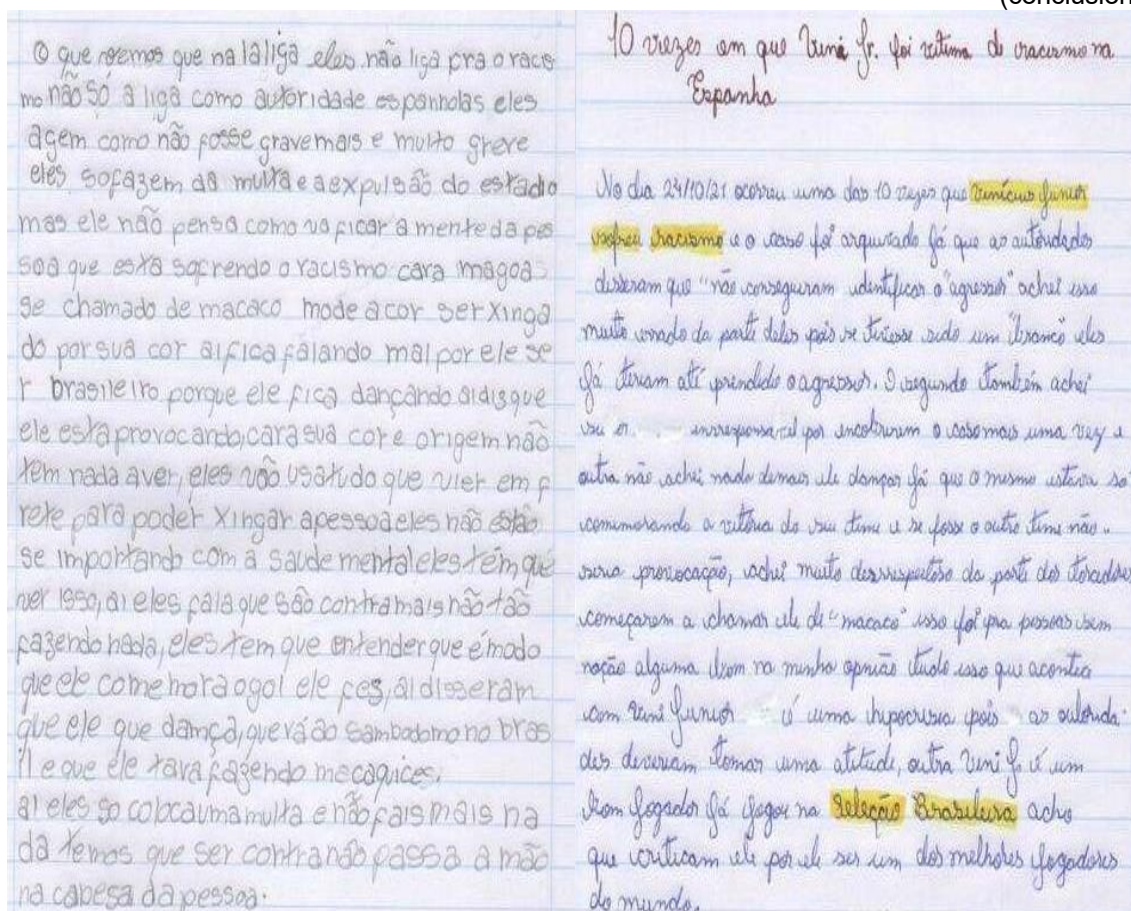 (conclusion
O que vemos que na laliga eles não liga pra o racis
mo não só a liga como autoridade espanholas eles
agem como não fosse grave mais e muito greve
eles so fazem da multa e a expulsão do estadio
mas ele não pensa como va ficar a mente da pes
soa que esta sofrendo o racismo cara magoa
se chamado de macaco mode a cor ser xinga
do por sua cor ai fica falando mal por ele se
r brasileiro porque ele fica dançando ai dis que
ele esta provocando, cara sua cor e origem não
tem nada aver, eles vão usa tudo que vier em f
rete para poder xingar a pessoa eles não estão
se importando com a saude mental eles têm que
ver isso, ai eles fala que são contra mais não tão
fazendo nada, eles tem que entender que é modo
que ele comemora o gol ele fes, ai disseram
que ele que damça, que vá ao sambodomo no bras
il e que ele tava fazendo macaquices.
ai eles so coloca uma multa e não fais mais na
da temos que ser contra não passa a mão
na cabesa da pessoa.
10 vezes em que Vini Jr. foi vitima de racismo na
Espanha
No dia 24/10/21 ocorreu uma das 10 vezes que Vinícius Junior
sofreu racismo e o caso foi arquivado já que as autoridades
disseram que "não conseguiram identificar o "agressor" achei isso
muito errado da parte deles pois se tivesse sido um "branco" eles
já teriam até prendido o agressor. O segundo também achei
irresponsavel por encobrirem o caso mais uma vez e
outra não achei nada demais ele dançar já que o mesmo estava so
comemorando a vitória do seu time e se fosse o outro time não
seria provocação, achei muito desrespeitoso da parte dos torcedores
começarem a chamar ele de "macaco" isso foi pra pessoas sem
noção alguma bom na minha opnião tudo isso que acontia
com Vini Junior é uma hipocrisia pois as autorida-
des deveriam tomar uma atitude, outra Vini Jr é um
bom jogador já jogou na Seleção Brasileira acho
que criticam ele por ele ser um dos melhores jogadores
do mundo.